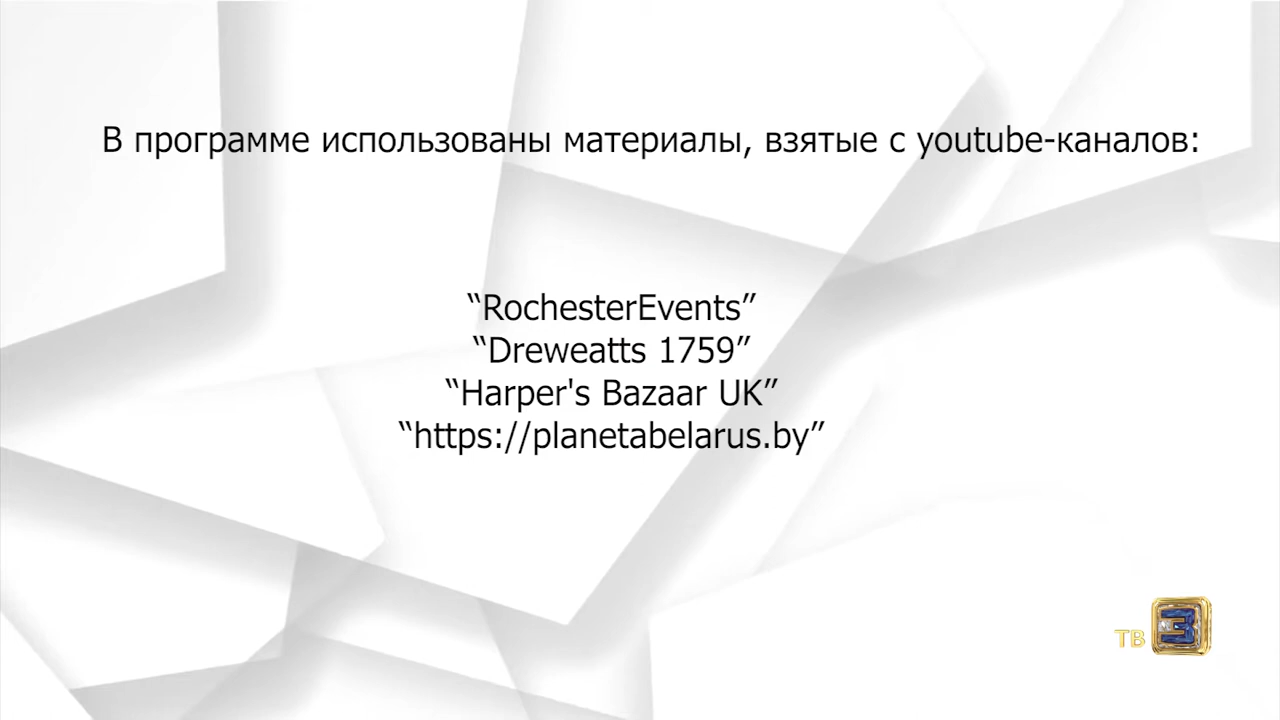 В программе использованы материалы, взятые с youtube-каналов:
“RochesterEvents”
“Dreweatts 1759”
“Harper's Bazaar UK”
“https://planetabelarus.by”
ТВ 3